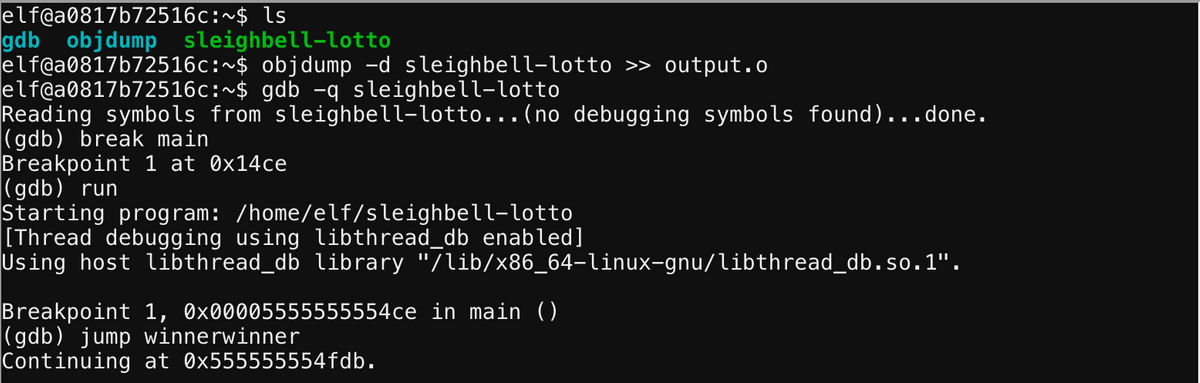 elf@a0817b72516c:~$ ls
gdb  objdump  sleighbell-lotto
elf@a0817b72516c:~$ objdump -d sleighbell-lotto >> output.o
elf@a0817b72516c:~$ gdb -q sleighbell-lotto
Reading symbols from sleighbell-lotto...(no debugging symbols found)...done.
(gdb) break main
Breakpoint 1 at 0x14ce
(gdb) run
Starting program: /home/elf/sleighbell-lotto
[Thread debugging using libthread_db enabled]
Using host libthread_db library "/lib/x86_64-linux-gnu/libthread_db.so.1".
Breakpoint 1, 0x00005555555554ce in main ()
(gdb) jump winnerwinner
Continuing at 0x555555554fdb.